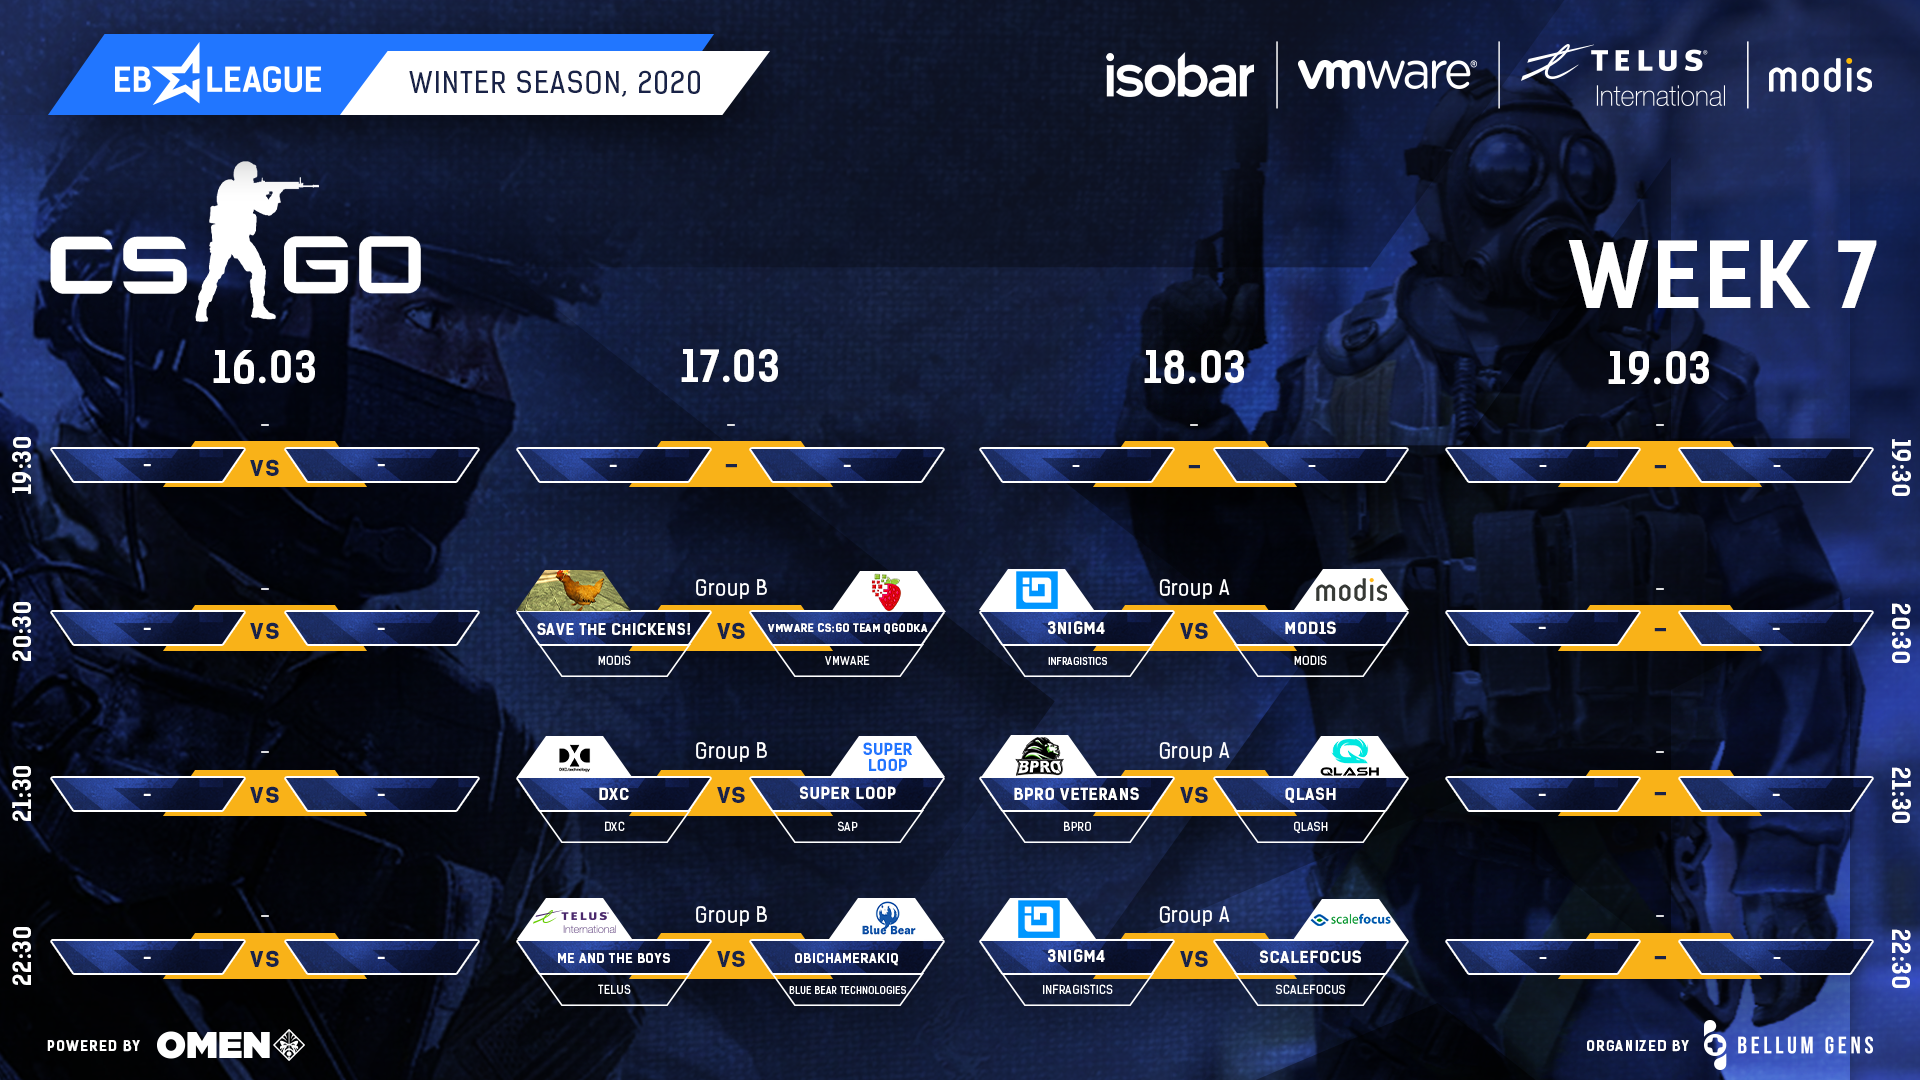 EB LEAGUE
WINTER SEASON, 2020
isobar
vmware®
TELUS®
International
modis
CS GO
WEEK 7
16.03
17.03
18.03
19.03
- - - -
19:30
- VS -
- - -
- - -
- - -
19:30
20:30
-
- VS -
Group B
SAVE THE CHICKENS! VS VMWARE CS:GO TEAM QGODKA
MODIS VMWARE
Group A
modis
3NIGM4 VS MOD1S
INFRAGISTICS MODIS
-
- - -
20:30
21:30
-
- VS -
DXC.technology
Group B
SUPER
LOOP
DXC VS SUPER LOOP
DXC SAP
BPRO
Group A
QLASH
BPRO VETERANS VS QLASH
BPRO QLASH
-
- - -
21:30
22:30
-
- VS -
TELUS®
International
Group B
Blue Bear
ME AND THE BOYS VS OBICHAMERAKIQ
TELUS BLUE BEAR TECHNOLOGIES
Group A
scalefocus
3NIGM4 VS SCALEFOCUS
INFRAGISTICS SCALEFOCUS
-
- - -
22:30
POWERED BY OMEN
ORGANIZED BY BELLUM GENS